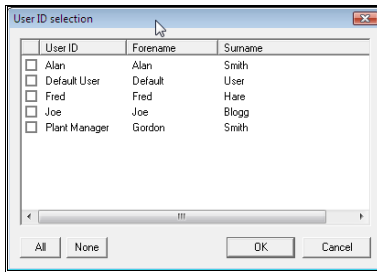 User ID selection
User ID Forename Surname
Alan Alan Smith
Default User Default User
Fred Fred Hare
Joe Joe Blogg
Plant Manager Gordon Smith
All None OK Cancel